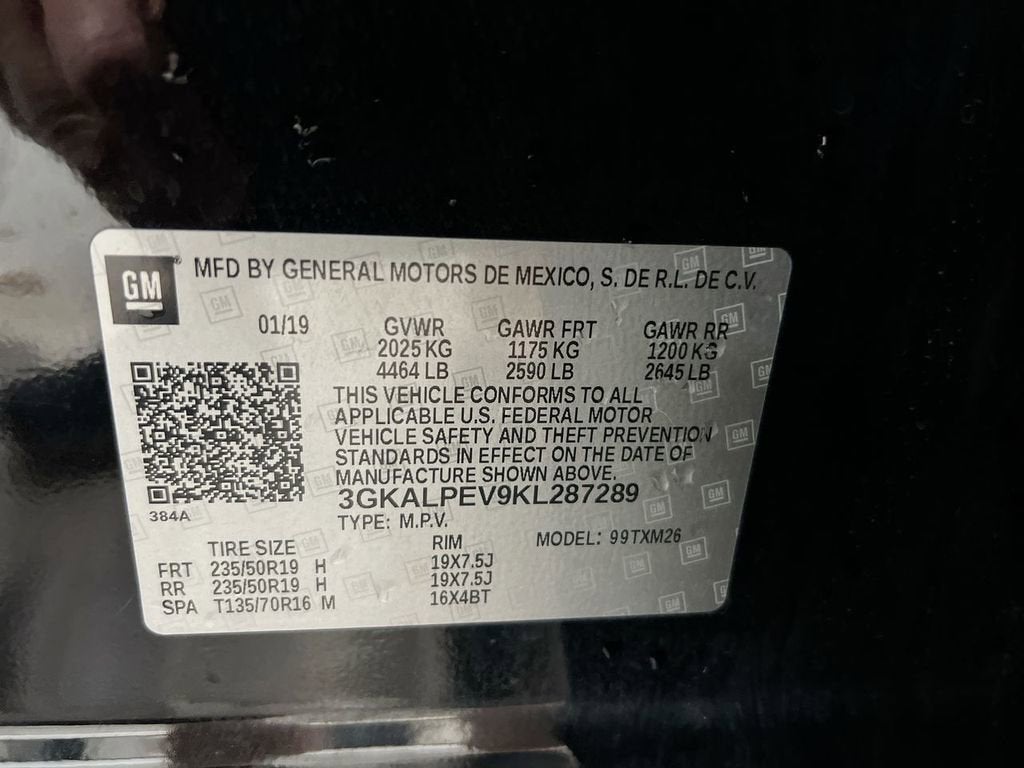 GM
MFD BY GENERAL MOTORS DE MEXICO, S. DE R.L. DE C.V.
01/19 GVWR GAWR FRT GAWR RR
2025 KG 1175 KG 1200 KG
4464 LB 2590 LB 2645 LB
THIS VEHICLE CONFORMS TO ALL
APPLICABLE U.S. FEDERAL MOTOR
VEHICLE SAFETY AND THEFT PREVENTION
STANDARDS IN EFFECT ON THE DATE OF
MANUFACTURE SHOWN ABOVE.
3GKALPEV9KL287289
384A
TYPE: M.P.V. MODEL: 99TXM26
TIRE SIZE RIM
FRT 235/50R19 H 19X7.5J
RR 235/50R19 H 19X7.5J
SPA T135/70R16 M 16X4BT